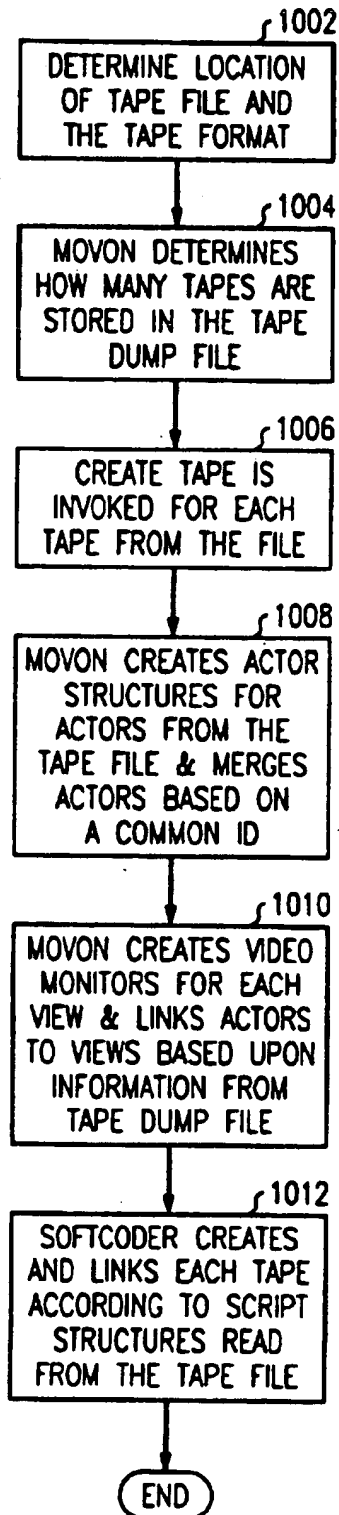 1002
DETERMINE LOCATION
OF TAPE FILE AND
THE TAPE FORMAT
1004
MOVON DETERMINES
HOW MANY TAPES ARE
STORED IN THE TAPE
DUMP FILE
1006
CREATE TAPE IS
INVOKED FOR EACH
TAPE FROM THE FILE
1008
MOVON CREATES ACTOR
STRUCTURES FOR
ACTORS FROM THE
TAPE FILE & MERGES
ACTORS BASED ON
A COMMON ID
1010
MOVON CREATES VIDEO
MONITORS FOR EACH
VIEW & LINKS ACTORS
TO VIEWS BASED UPON
INFORMATION FROM
TAPE DUMP FILE
1012
SOFTCODER CREATES
AND LINKS EACH TAPE
ACCORDING TO SCRIPT
STRUCTURES READ
FROM THE TAPE FILE
END